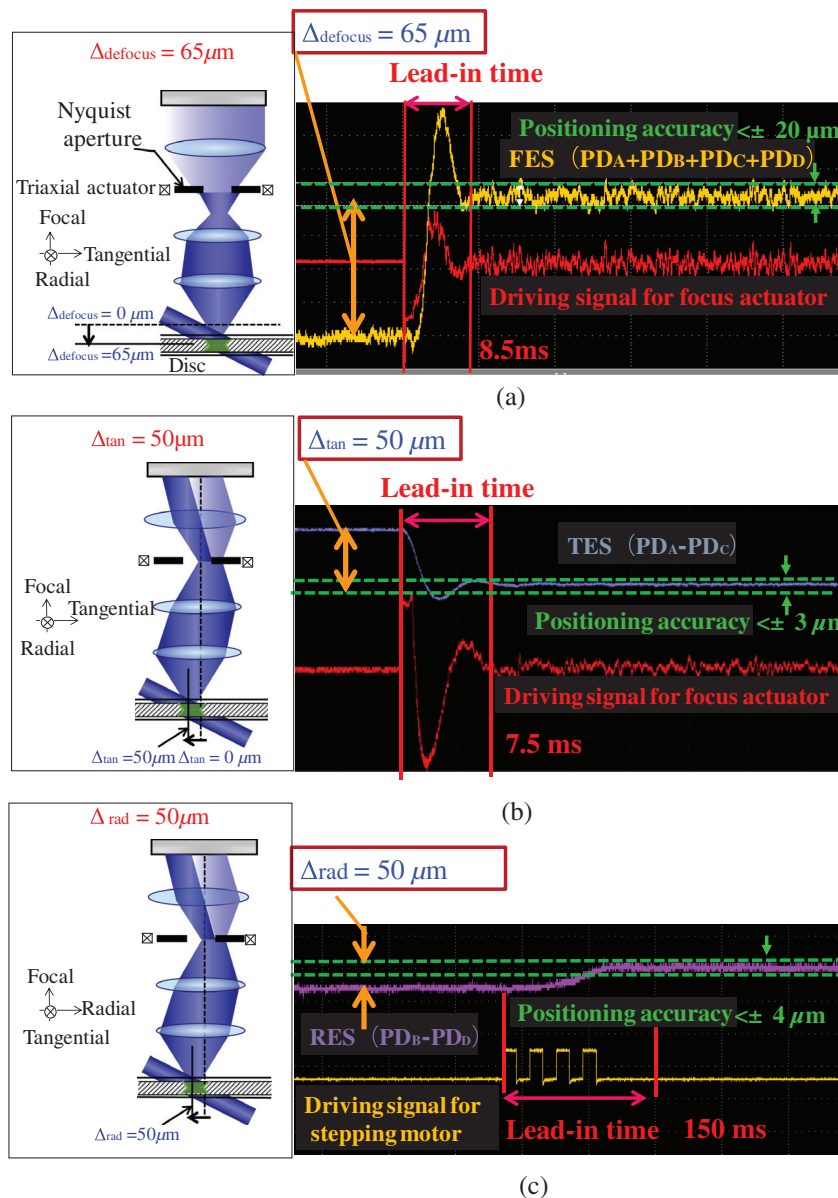 Δdefocus = 65μm
Nyquist
aperture
Triaxial actuator
Focal
Tangential
Radial
Δdefocus = 0 μm
Δdefocus = 65μm
Disc
Δdefocus = 65 μm
Lead-in time
Positioning accuracy <± 20 μm
FES (PDA+PDB+PDC+PDD)
Driving signal for focus actuator
8.5ms
(a)
Δtan = 50μm
Focal
Tangential
Radial
Δtan =50μm Δtan = 0 μm
Δtan = 50 μm
Lead-in time
TES (PDA-PDC)
Positioning accuracy <± 3 μm
Driving signal for focus actuator
7.5 ms
(b)
Δ rad = 50μm
Focal
Radial
Tangential
Δrad =50μm
Δrad = 50 μm
RES (PDB-PDD)
Positioning accuracy <± 4 μm
Driving signal for
stepping motor
Lead-in time 150 ms
(c)